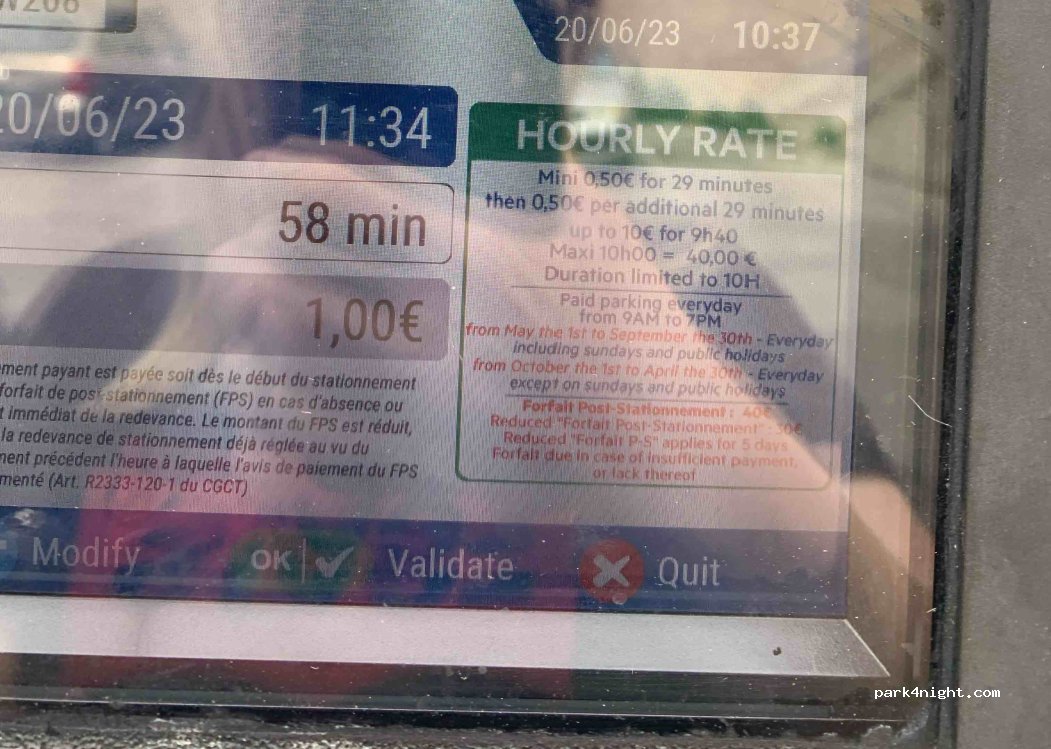 20/06/23 10:37
20/06/23 11:34
58 min
1,00€
HOURLY RATE
Mini 0,50€ for 29 minutes
then 0,50€ per additional 29 minutes
up to 10€ for 9h40
Maxi 10h00 = 40,00 €
Duration limited to 10H
Paid parking everyday
from 9AM to 7PM
from May the 1st to September the 30th - Everyday
including sundays and public holidays
from October the 1st to April the 30th - Everyday
except on sundays and public holidays
Forfait Post-Stationnement : 40€
Reduced "Forfait Post-Stationnement" : 30€
Reduced "Forfait P-S" applies for 5 days
Forfait due in case of insufficient payment,
or lack thereof
payant est payée soit dès le début du stationnement
forfait de post-stationnement (FPS) en cas d'absence ou
immédiat de la redevance. Le montant du FPS est réduit,
la redevance de stationnement déjà réglée au vu du
précédent l'heure à laquelle l'avis de paiement du FPS
(Art. R2333-120-1 du CGCT)
Modify OK Validate Quit
park4night.com